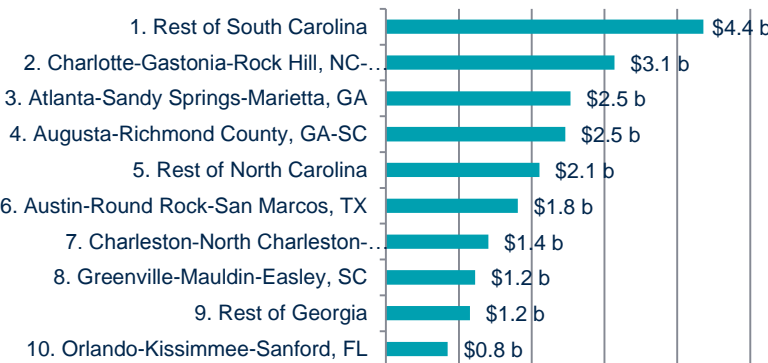 1. Rest of South Carolina $4.4 b
2. Charlotte-Gastonia-Rock Hill, NC-… $3.1 b
3. Atlanta-Sandy Springs-Marietta, GA $2.5 b
4. Augusta-Richmond County, GA-SC $2.5 b
5. Rest of North Carolina $2.1 b
6. Austin-Round Rock-San Marcos, TX $1.8 b
7. Charleston-North Charleston-… $1.4 b
8. Greenville-Mauldin-Easley, SC $1.2 b
9. Rest of Georgia $1.2 b
10. Orlando-Kissimmee-Sanford, FL $0.8 b